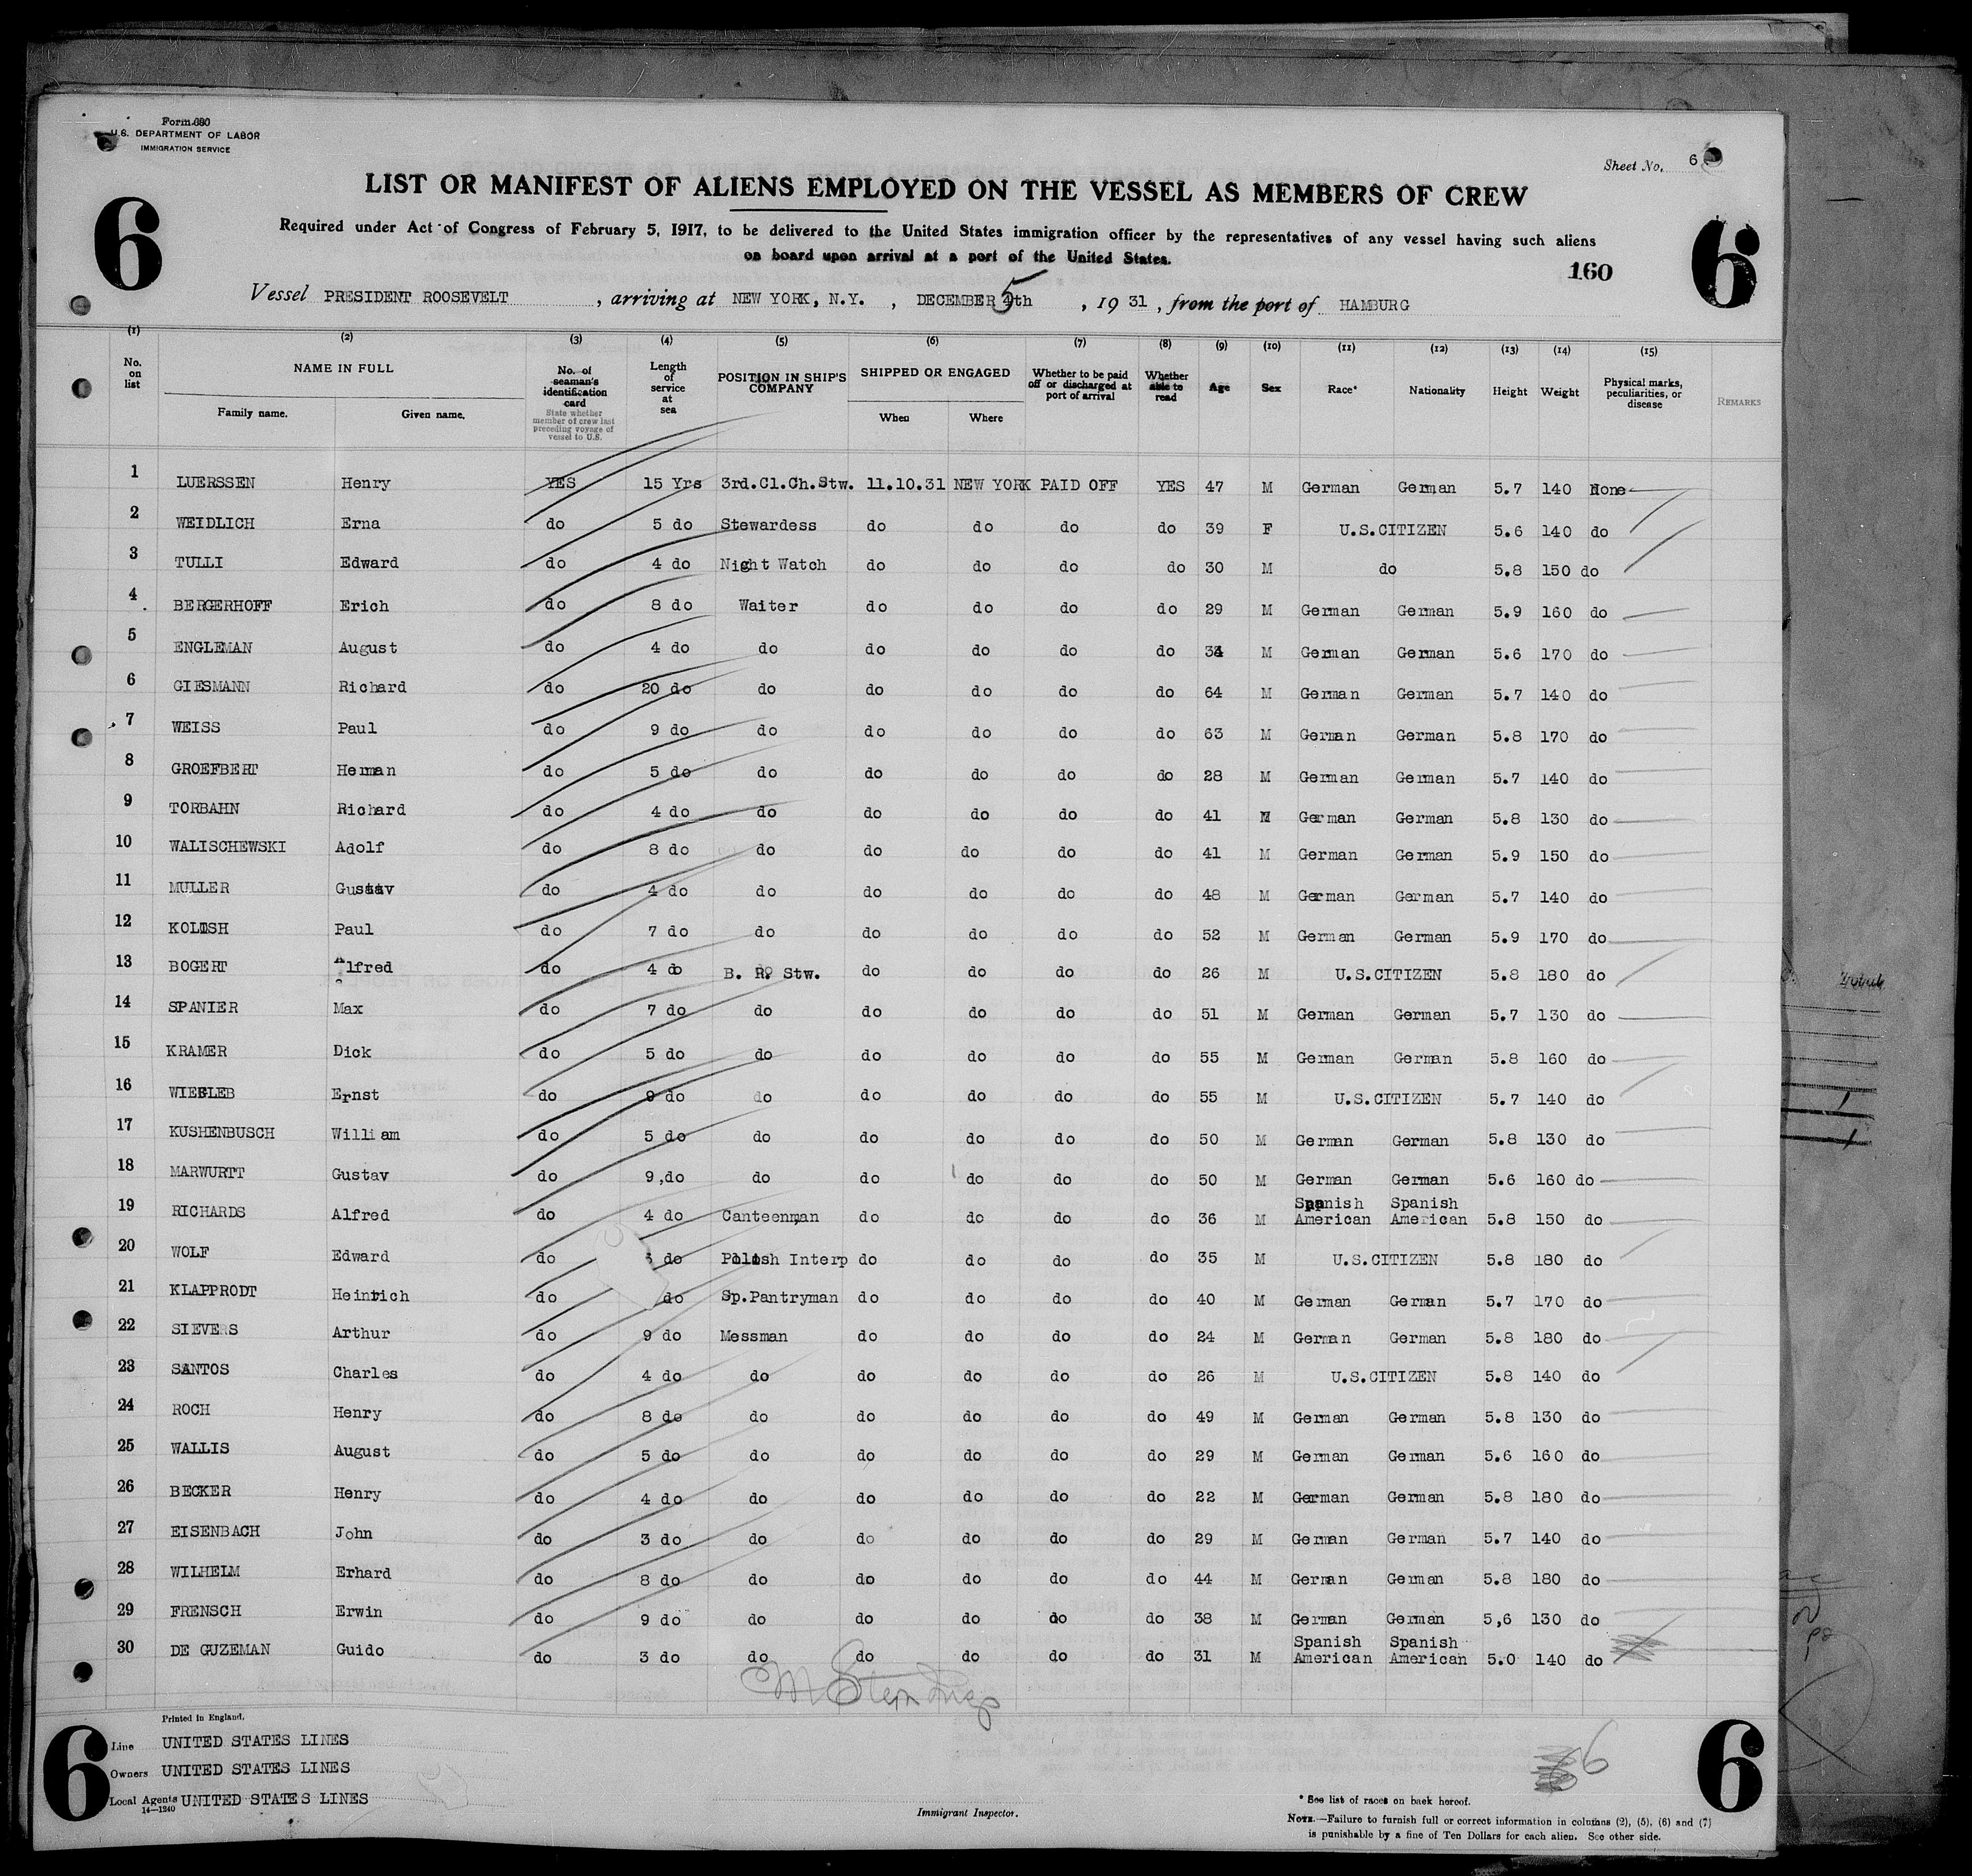 Form 680
U.S. DEPARTMENT OF LABOR
IMMIGRATION SERVICE
Sheet No. 6
LIST OR MANIFEST OF ALIENS EMPLOYED ON THE VESSEL AS MEMBERS OF CREW
6
6
Required under Act of Congress of February 5, 1917, to be delivered to the United States immigration officer by the representatives of any vessel having such aliens
on board upon arrival at a port of the United States.
160
Vessel PRESIDENT ROOSEVELT, arriving at NEW YORK, N.Y., DECEMBER 5th, 1931, from the port of HAMBURG
(1) (2) (3) (4) (5) (6) (7) (8) (9) (10) (11) (12) (13) (14) (15)
No. on list NAME IN FULL Family name. Given name. No. of seaman's identification card State whether member of crew last preceding voyage of vessel to U.S. Length of service at sea POSITION IN SHIP'S COMPANY SHIPPED OR ENGAGED When Where Whether to be paid off or discharged at port of arrival Whether able to read Age Sex Race* Nationality Height Weight Physical marks, peculiarities, or disease REMARKS
1 LUERSSEN Henry YES 15 Yrs 3rd.Cl.Ch.Stw. 11.10.31 NEW YORK PAID OFF YES 47 M German German 5.7 140 None
2 WEIDLICH Erna do 5 do Stewardess do do do do 39 F U.S.CITIZEN 5.6 140 do
3 TULLI Edward do 4 do Night Watch do do do do 30 M do 5.8 150 do
4 BERGERHOFF Erich do 8 do Waiter do do do do 29 M German German 5.9 160 do
5 ENGLEMAN August do 4 do do do do do do 34 M German German 5.6 170 do
6 GIESMANN Richard do 20 do do do do do do 64 M German German 5.7 140 do
7 WEISS Paul do 9 do do do do do do 63 M German German 5.8 170 do
8 GROEFBERT Herman do 5 do do do do do do 28 M German German 5.7 140 do
9 TORBAHN Richard do 4 do do do do do do 41 M German German 5.8 130 do
10 WALISCHEWSKI Adolf do 8 do do do do do do 41 M German German 5.9 150 do
11 MULLER Gustav do 4 do do do do do do 48 M German German 5.7 140 do
12 KOLOSH Paul do 7 do do do do do do 52 M German German 5.9 170 do
13 BOGERT Alfred do 4 do B. R. Stw. do do do do 26 M U.S.CITIZEN 5.8 180 do
14 SPANIER Max do 7 do do do do do do 51 M German German 5.7 130 do
15 KRAMER Dick do 5 do do do do do do 55 M German German 5.8 160 do
16 WIEGLEB Ernst do 9 do do do do do do 55 M U.S.CITIZEN 5.7 140 do
17 KUSHENBUSCH William do 5 do do do do do do 50 M German German 5.8 130 do
18 MARWURTT Gustav do 9,do do do do do do 50 M German German 5.6 160 do
19 RICHARDS Alfred do 4 do Canteenman do do do do 36 M Spanish American Spanish American 5.8 150 do
20 WOLF Edward do do Polish Interp do do do do 35 M U.S.CITIZEN 5.8 180 do
21 KLAPPRODT Heinrich do do Sp.Pantryman do do do do 40 M German German 5.7 170 do
22 SIEVERS Arthur do 9 do Messman do do do do 24 M German German 5.8 180 do
23 SANTOS Charles do 4 do do do do do do 26 M U.S.CITIZEN 5.8 140 do
24 ROCH Henry do 8 do do do do do do 49 M German German 5.8 130 do
25 WALLIS August do 5 do do do do do do 29 M German German 5.6 160 do
26 BECKER Henry do 4 do do do do do do 22 M German German 5.8 180 do
27 EISENBACH John do 3 do do do do do do 29 M German German 5.7 140 do
28 WILHELM Erhard do 8 do do do do do do 44 M German German 5.8 180 do
29 FRENSCH Erwin do 9 do do do do do do 38 M German German 5,6 130 do
30 DE GUZEMAN Guido do 3 do do do do do do 31 M Spanish American Spanish American 5.0 140 do
Printed in England.
6
6
Line UNITED STATES LINES
Owners UNITED STATES LINES
Local Agents UNITED STATES LINES
14—1240
Immigrant Inspector.
6
* See list of races on back hereof.
NOTE.—Failure to furnish full or correct information in columns (2), (5), (6) and (7)
is punishable by a fine of Ten Dollars for each alien. See other side.